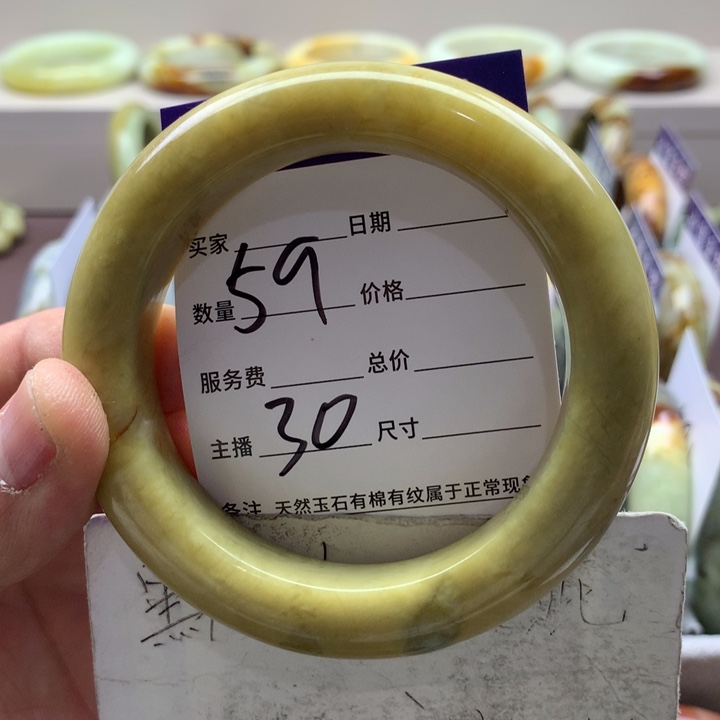 买家 日期
数量 59 价格
服务费 总价
主播 30 尺寸
备注 天然玉石有棉有纹属于正常现象